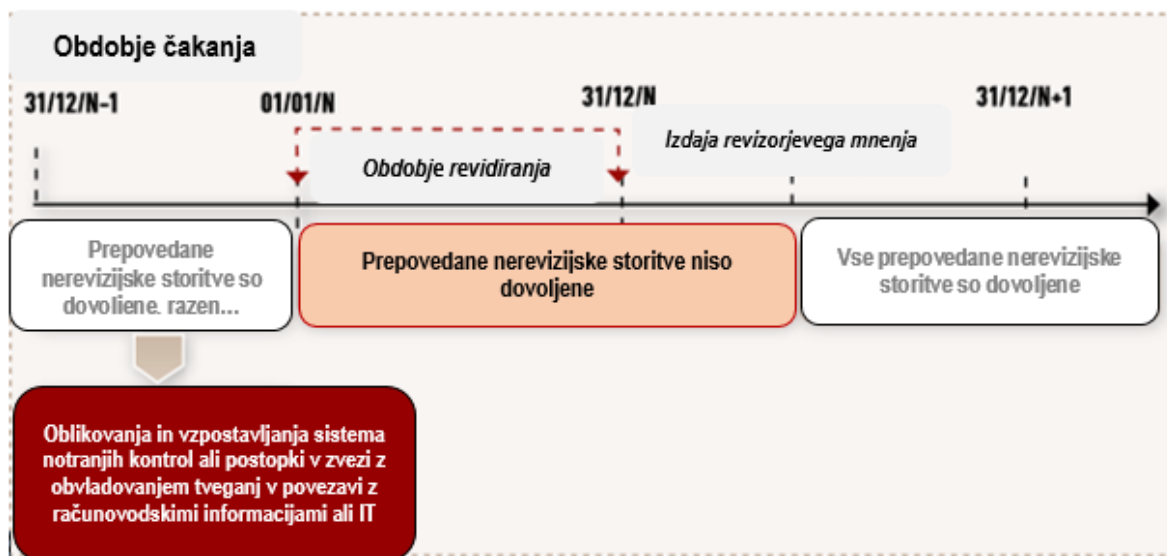 Obdobje čakanja
31/12/N-1
01/01/N
31/12/N
31/12/N+1
Izdaja revizorjevega mnenja
Obdobje revidiranja
Prepovedane
nerevizijske storitve so
dovoljene. razen...
Prepovedane nerevizijske storitve niso
dovoljene
Vse prepovedane nerevizijske
storitve so dovoljene
Oblikovanja in vzpostavljanja sistema
notranjih kontrol ali postopki v zvezi z
obvladovanjem tveganj v povezavi z
računovodskimi informacijami ali IT